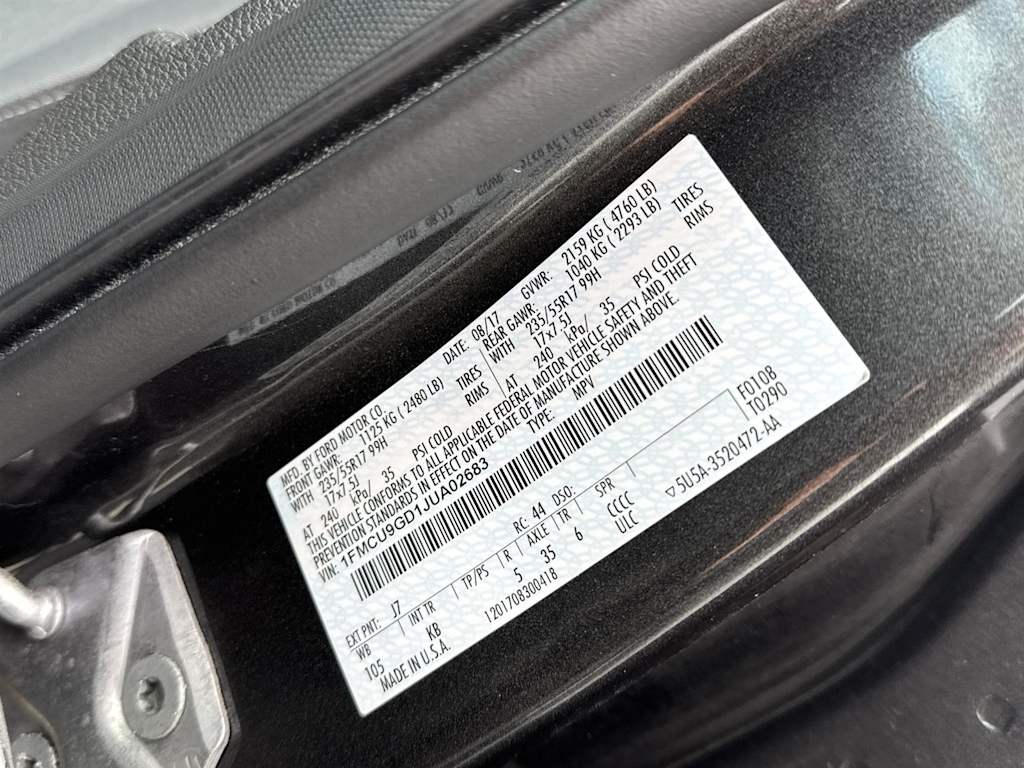 MFD. BY FORD MOTOR CO.
DATE: 08/17 GVWR: 2159 KG ( 4760 LB)
FRONT GAWR: 1125 KG ( 2480 LB) REAR GAWR: 1040 KG ( 2293 LB)
WITH 235/55R17 99H TIRES WITH 235/55R17 99H TIRES
17x7.5J RIMS 17x7.5J RIMS
AT 240 kPa/ 35 PSI COLD AT 240 kPa/ 35 PSI COLD
THIS VEHICLE CONFORMS TO ALL APPLICABLE FEDERAL MOTOR VEHICLE SAFETY AND THEFT
PREVENTION STANDARDS IN EFFECT ON THE DATE OF MANUFACTURE SHOWN ABOVE.
VIN: 1FMCU9GD1JUA02683 TYPE: MPV
F0108
T0290
EXT PNT: J7 RC: 44 DSO:
WB INT TR TP/PS R AXLE TR SPR
105 KB 5 35 6 CCCC
ULC
MADE IN U.S.A. 1201708300418
▽5U5A-3520472-AA